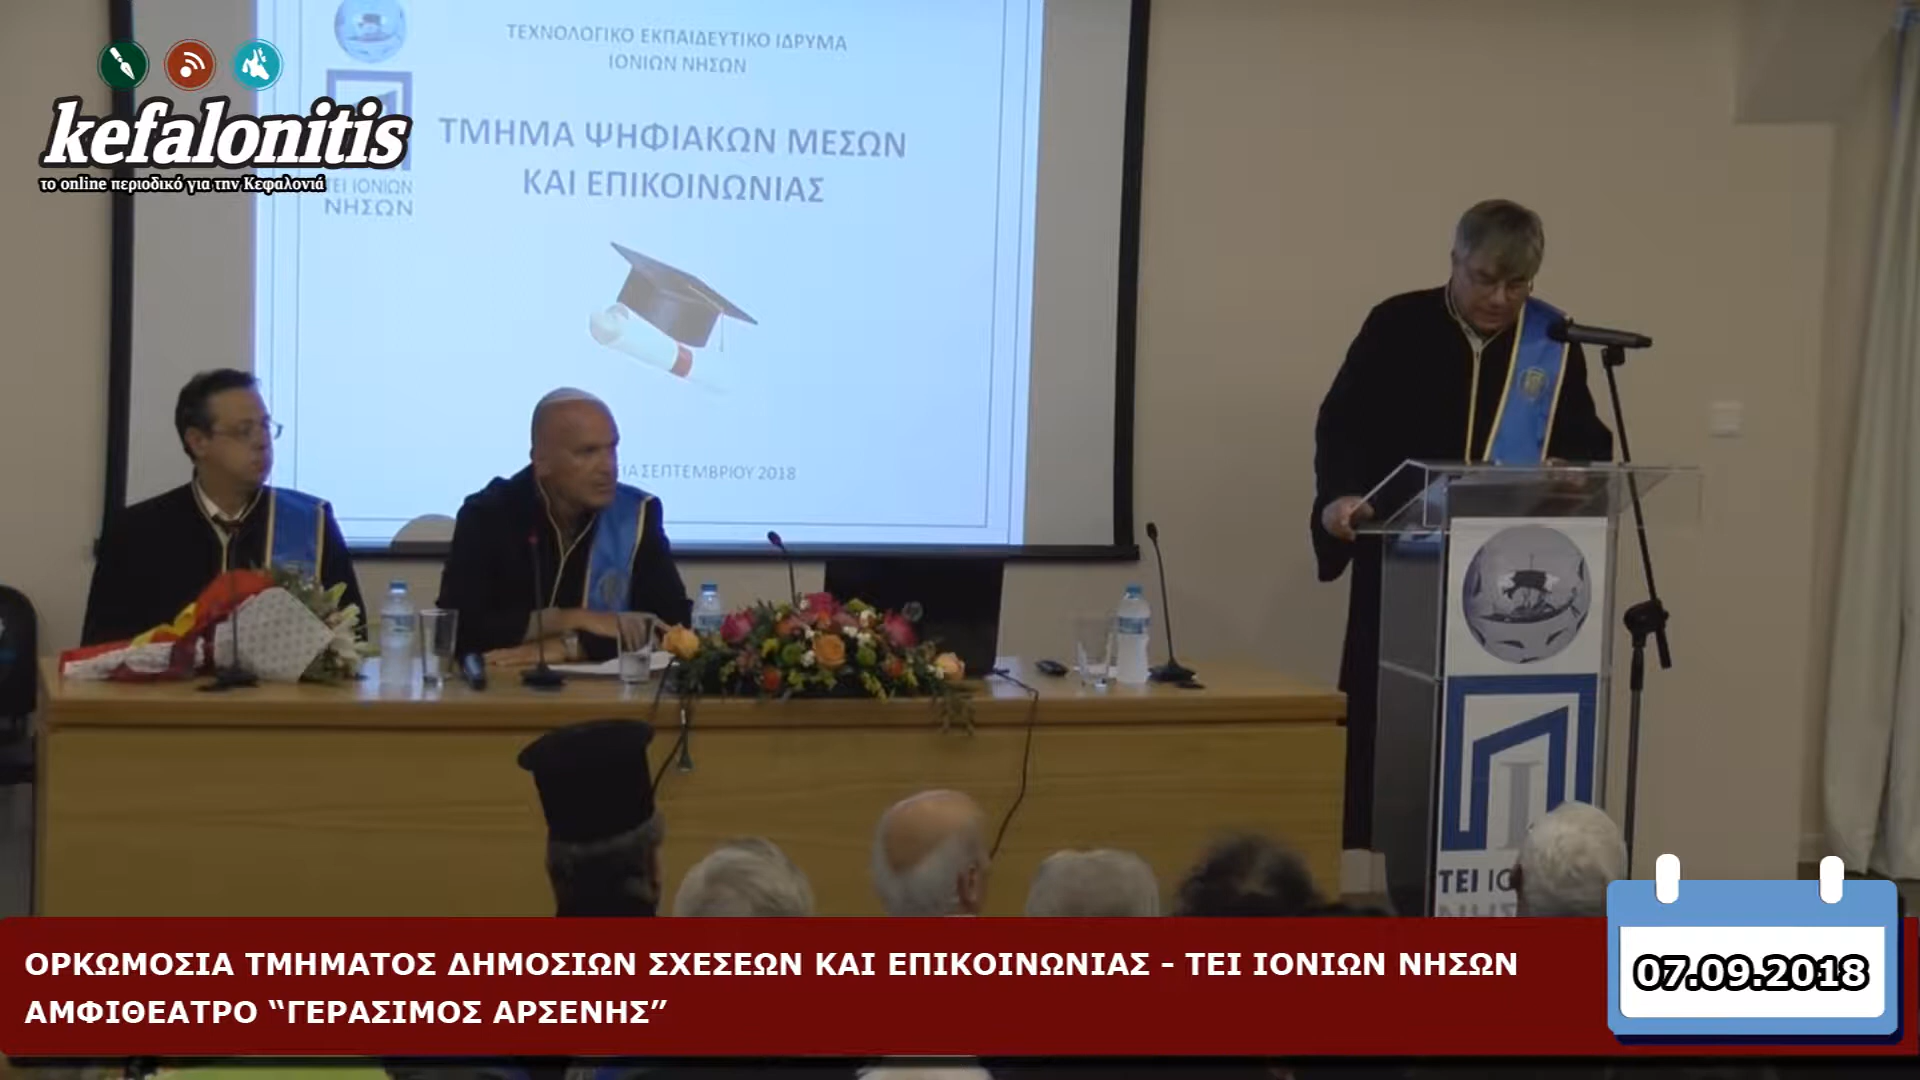 ΤΕΧΝΟΛΟΓΙΚΟ ΕΚΠΑΙΔΕΥΤΙΚΟ ΙΔΡΥΜΑ
ΙΟΝΙΩΝ ΝΗΣΩΝ
ΤΜΗΜΑ ΨΗΦΙΑΚΩΝ ΜΕΣΩΝ
ΚΑΙ ΕΠΙΚΟΙΝΩΝΙΑΣ
kefalonitis
το online περιοδικό για την Κεφαλονιά
ΤΕΙ ΙΟΝΙΩΝ
ΝΗΣΩΝ
ΣΕΠΤΕΜΒΡΙΟΥ 2018
ΤΕΙ
ΟΡΚΩΜΟΣΙΑ ΤΜΗΜΑΤΟΣ ΔΗΜΟΣΙΩΝ ΣΧΕΣΕΩΝ ΚΑΙ ΕΠΙΚΟΙΝΩΝΙΑΣ - ΤΕΙ ΙΟΝΙΩΝ ΝΗΣΩΝ
ΑΜΦΙΘΕΑΤΡΟ “ΓΕΡΑΣΙΜΟΣ ΑΡΣΕΝΗΣ”
07.09.2018